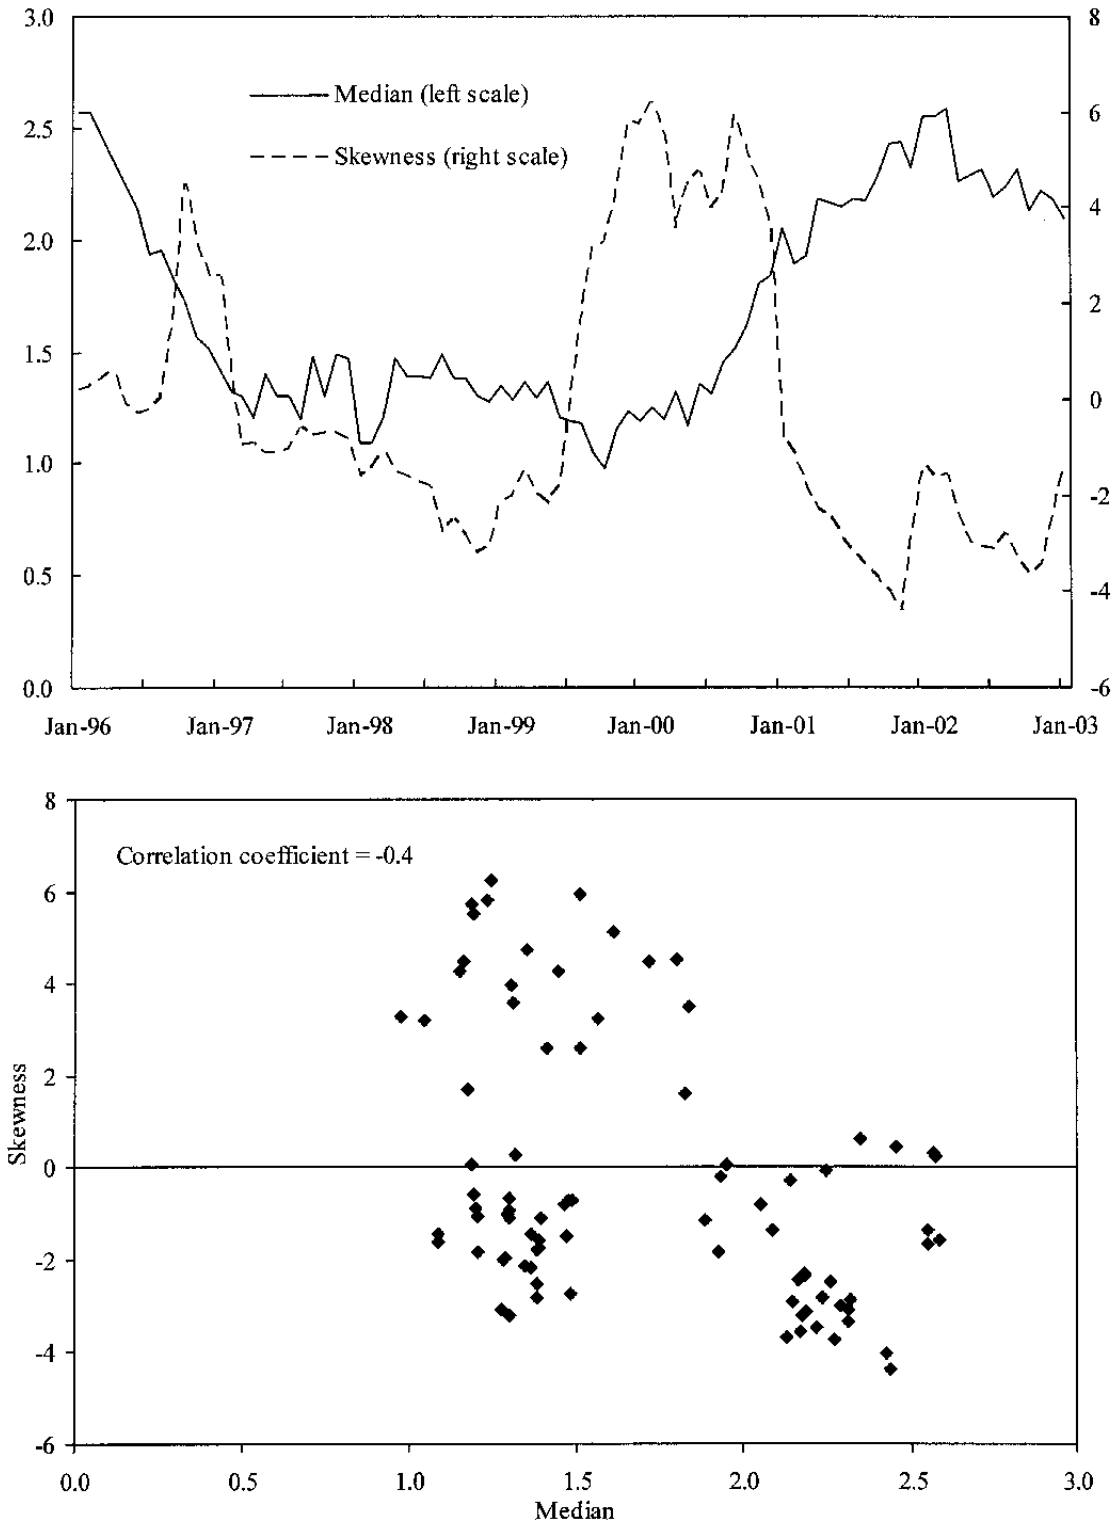 3.0 8
Median (left scale)
2.5 6
Skewness (right scale)
2.0 4
2
1.5
0
1.0
-2
0.5
-4
0.0 -6
Jan-96 Jan-97 Jan-98 Jan-99 Jan-00 Jan-01 Jan-02 Jan-03
8
Correlation coefficient = -0.4
6
4
2
Skewness
0
-2
-4
-6
0.0 0.5 1.0 1.5 2.0 2.5 3.0
Median